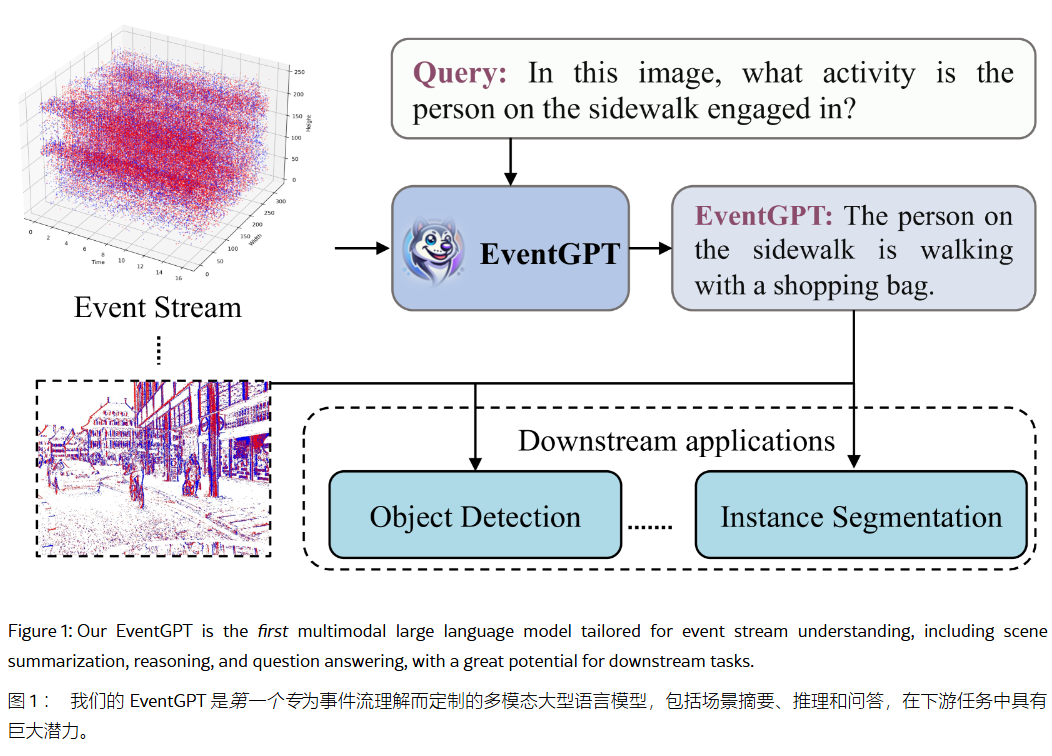 Query: In this image, what activity is the
person on the sidewalk engaged in?
250
200
150
100
50
0
Height
300
250
200
150
100
50
0
Width
0
2
4
6
8
10
12
14
16
Time
Event Stream
EventGPT
EventGPT: The person on
the sidewalk is walking
with a shopping bag.
Downstream applications
Object Detection
.......
Instance Segmentation
Figure 1: Our EventGPT is the first multimodal large language model tailored for event stream understanding, including scene
summarization, reasoning, and question answering, with a great potential for downstream tasks.
图 1： 我们的 EventGPT 是第一个专为事件流理解而定制的多模态大型语言模型，包括场景摘要、推理和问答，在下游任务中具有
巨大潜力。